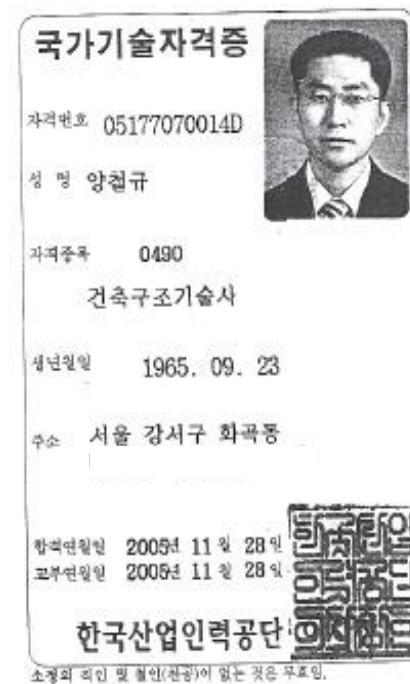 국가기술자격증
자격번호 05177070014D
성 명 양철규
자격종목 0490
건축구조기술사
생년월일 1965. 09. 23
주소 서울 강서구 화곡동
합격연월일 2005년 11월 28일
교부연월일 2005년 11월 28일
한국산업인력공단
소정의 직인 및 철인(천공)이 없는 것은 무효임.